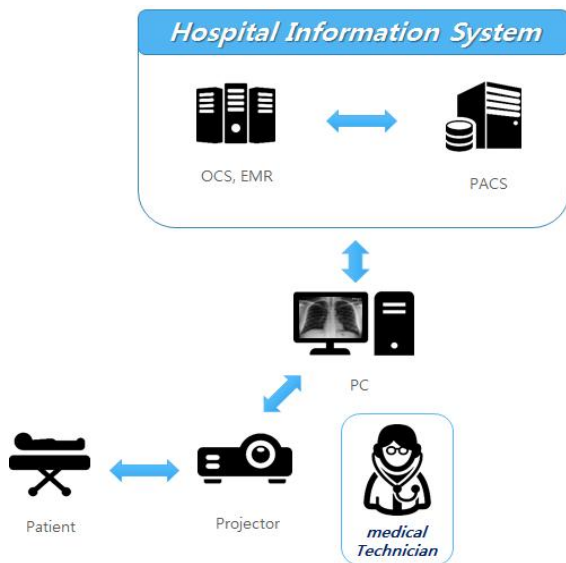 Hospital Information System
OCS, EMR
PACS
PC
Patient
Projector
medical
Technician